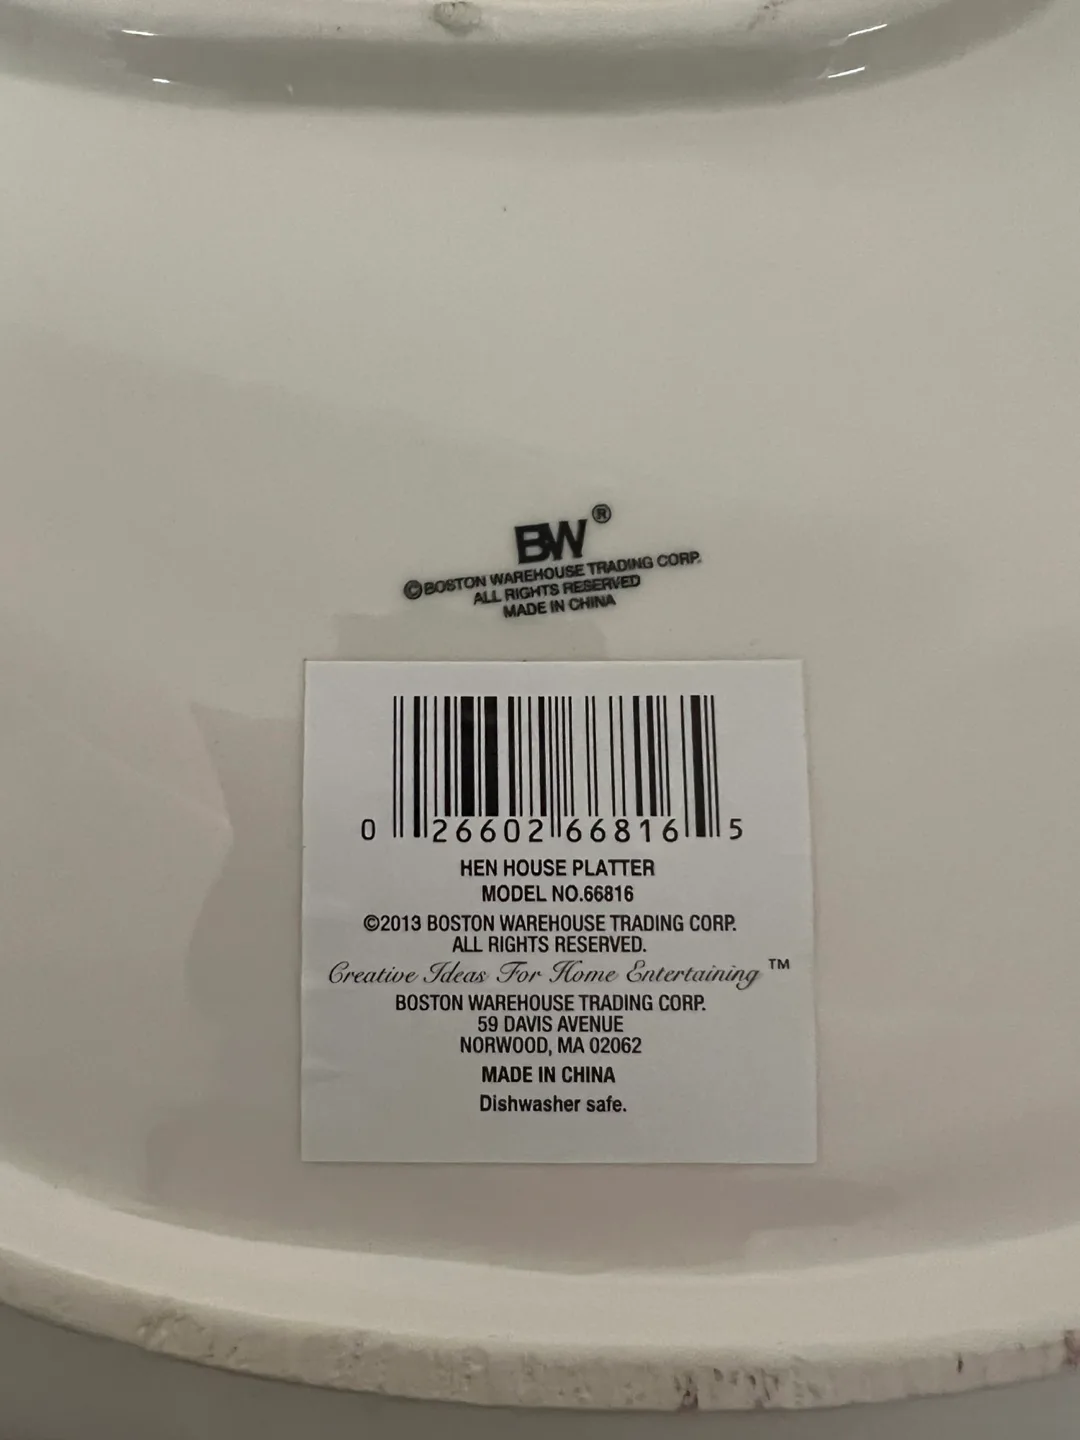 BW®
©BOSTON WAREHOUSE TRADING CORP.
ALL RIGHTS RESERVED
MADE IN CHINA
0 26602 66816 5
HEN HOUSE PLATTER
MODEL NO.66816
©2013 BOSTON WAREHOUSE TRADING CORP.
ALL RIGHTS RESERVED.
Creative Ideas For Home Entertaining™
BOSTON WAREHOUSE TRADING CORP.
59 DAVIS AVENUE
NORWOOD, MA 02062
MADE IN CHINA
Dishwasher safe.